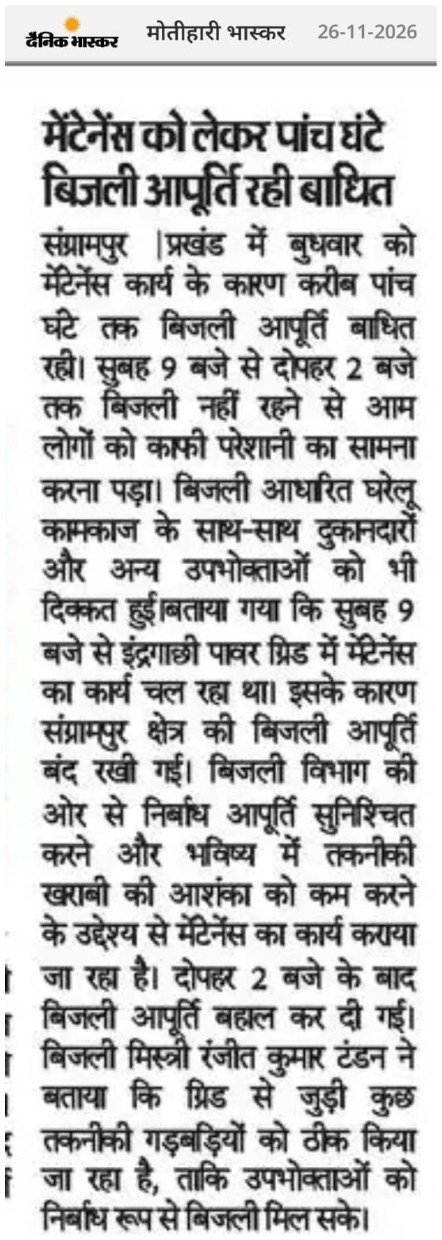 दैनिक भास्कर
मोतीहारी भास्कर
26-11-2026
मेंटेनेंस को लेकर पांच घंटे
बिजली आपूर्ति रही बाधित
संग्रामपुर |प्रखंड में बुधवार को
मेंटेनेंस कार्य के कारण करीब पांच
घंटे तक बिजली आपूर्ति बाधित
रही। सुबह 9 बजे से दोपहर 2 बजे
तक बिजली नहीं रहने से आम
लोगों को काफी परेशानी का सामना
करना पड़ा। बिजली आधारित घरेलू
कामकाज के साथ-साथ दुकानदारों
और अन्य उपभोक्ताओं को भी
दिक्कत हुई।बताया गया कि सुबह 9
बजे से इंद्रगाछी पावर ग्रिड में मेंटेनेंस
का कार्य चल रहा था। इसके कारण
संग्रामपुर क्षेत्र की बिजली आपूर्ति
बंद रखी गई। बिजली विभाग की
ओर से निर्बाध आपूर्ति सुनिश्चित
करने और भविष्य में तकनीकी
खराबी की आशंका को कम करने
के उद्देश्य से मेंटेनेंस का कार्य कराया
जा रहा है। दोपहर 2 बजे के बाद
बिजली आपूर्ति बहाल कर दी गई।
बिजली मिस्त्री रंजीत कुमार टंडन ने
बताया कि ग्रिड से जुड़ी कुछ
तकनीकी गड़बड़ियों को ठीक किया
जा रहा है, ताकि उपभोक्ताओं को
निर्बाध रूप से बिजली मिल सके।